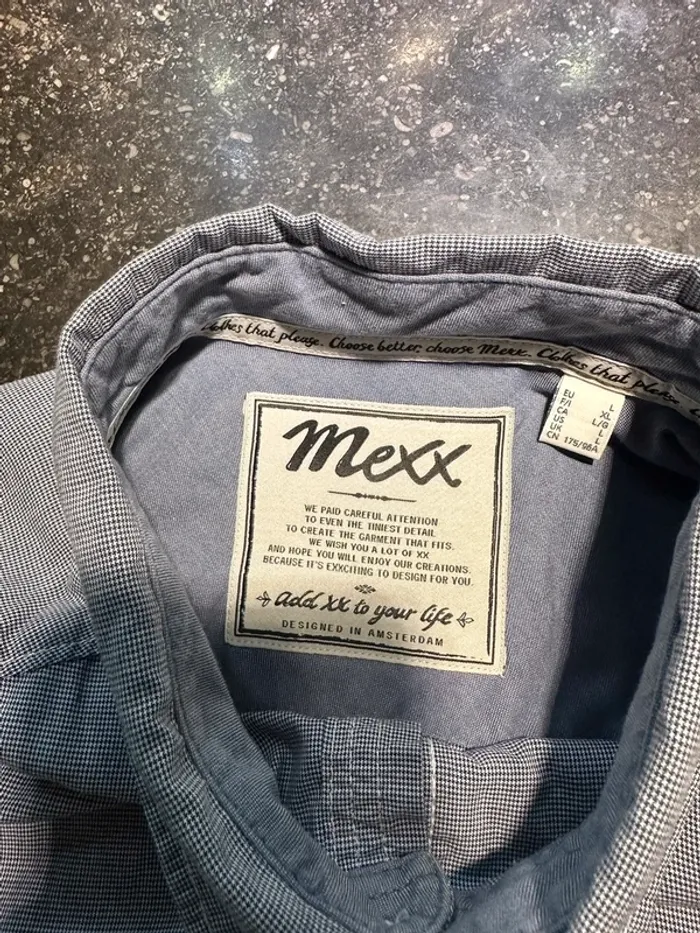 Clothes that please. Choose better, choose Mexx. Clothes that please.
EU L
F/I XL
CA L/G
US L
UK L
CN 175/96A
Mexx
WE PAID CAREFUL ATTENTION
TO EVEN THE TINIEST DETAIL
TO CREATE THE GARMENT THAT FITS.
WE WISH YOU A LOT OF XX
AND HOPE YOU WILL ENJOY OUR CREATIONS.
BECAUSE IT'S EXXCITING TO DESIGN FOR YOU.
add XX to your life
DESIGNED IN AMSTERDAM